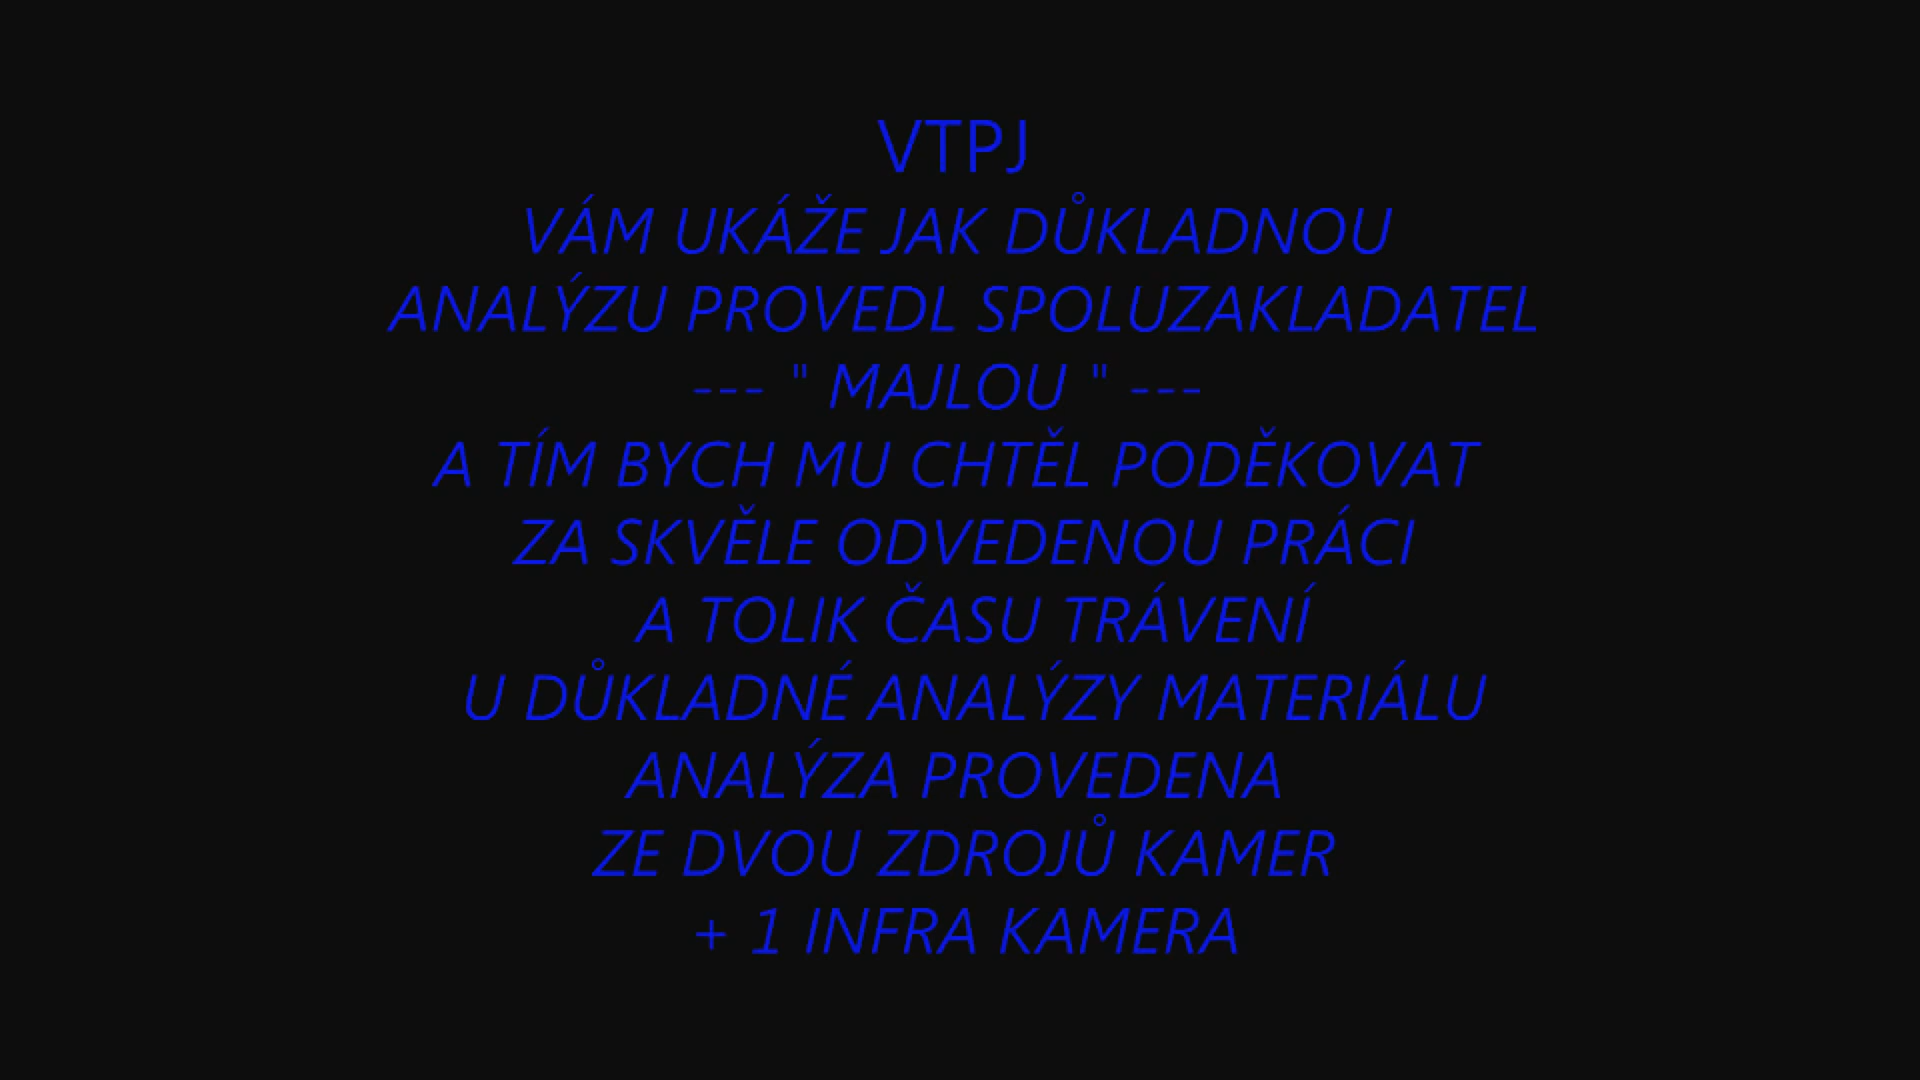 VTPJ
VÁM UKÁŽE JAK DŮKLADNOU
ANALÝZU PROVEDL SPOLUZAKLADATEL
--- " MAJLOU " ---
A TÍM BYCH MU CHTĚL PODĚKOVAT
ZA SKVĚLE ODVEDENOU PRÁCI
A TOLIK ČASU TRÁVENÍ
U DŮKLADNÉ ANALÝZY MATERIÁLU
ANALÝZA PROVEDENA
ZE DVOU ZDROJŮ KAMER
+ 1 INFRA KAMERA